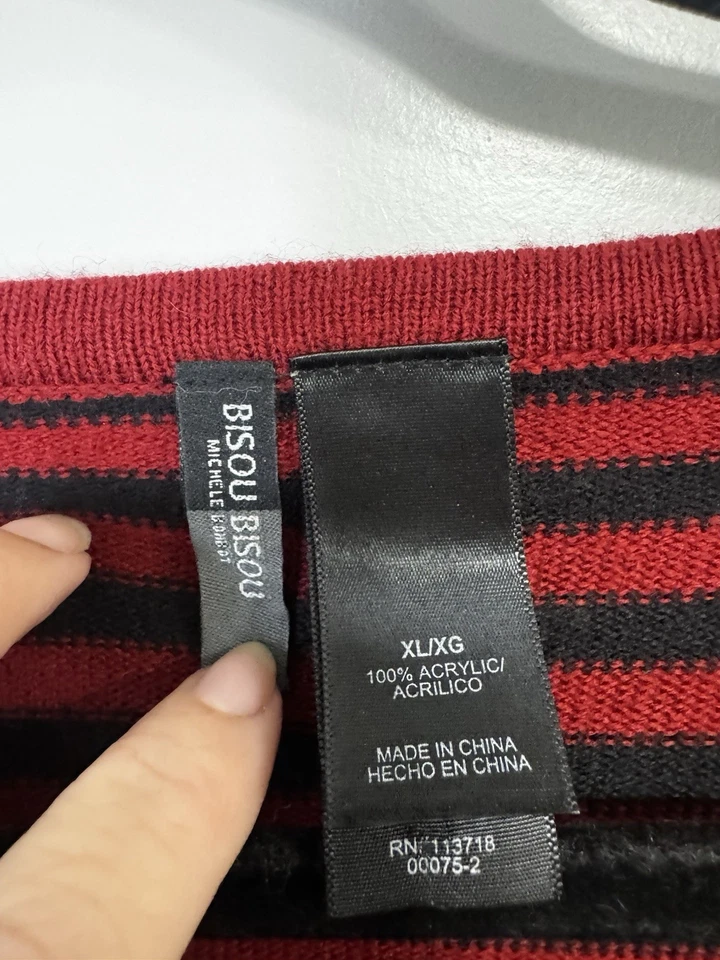 BISOU BISOU
MICHELE BOHBOT
XL/XG
100% ACRYLIC/
ACRILICO
MADE IN CHINA
HECHO EN CHINA
RN: 113718
00075-2